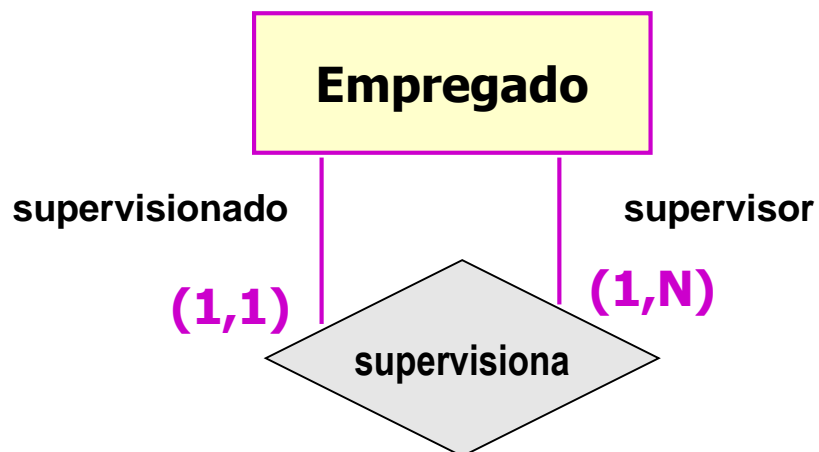 Empregado
supervisionado
supervisor
(1,1)
(1,N)
supervisiona